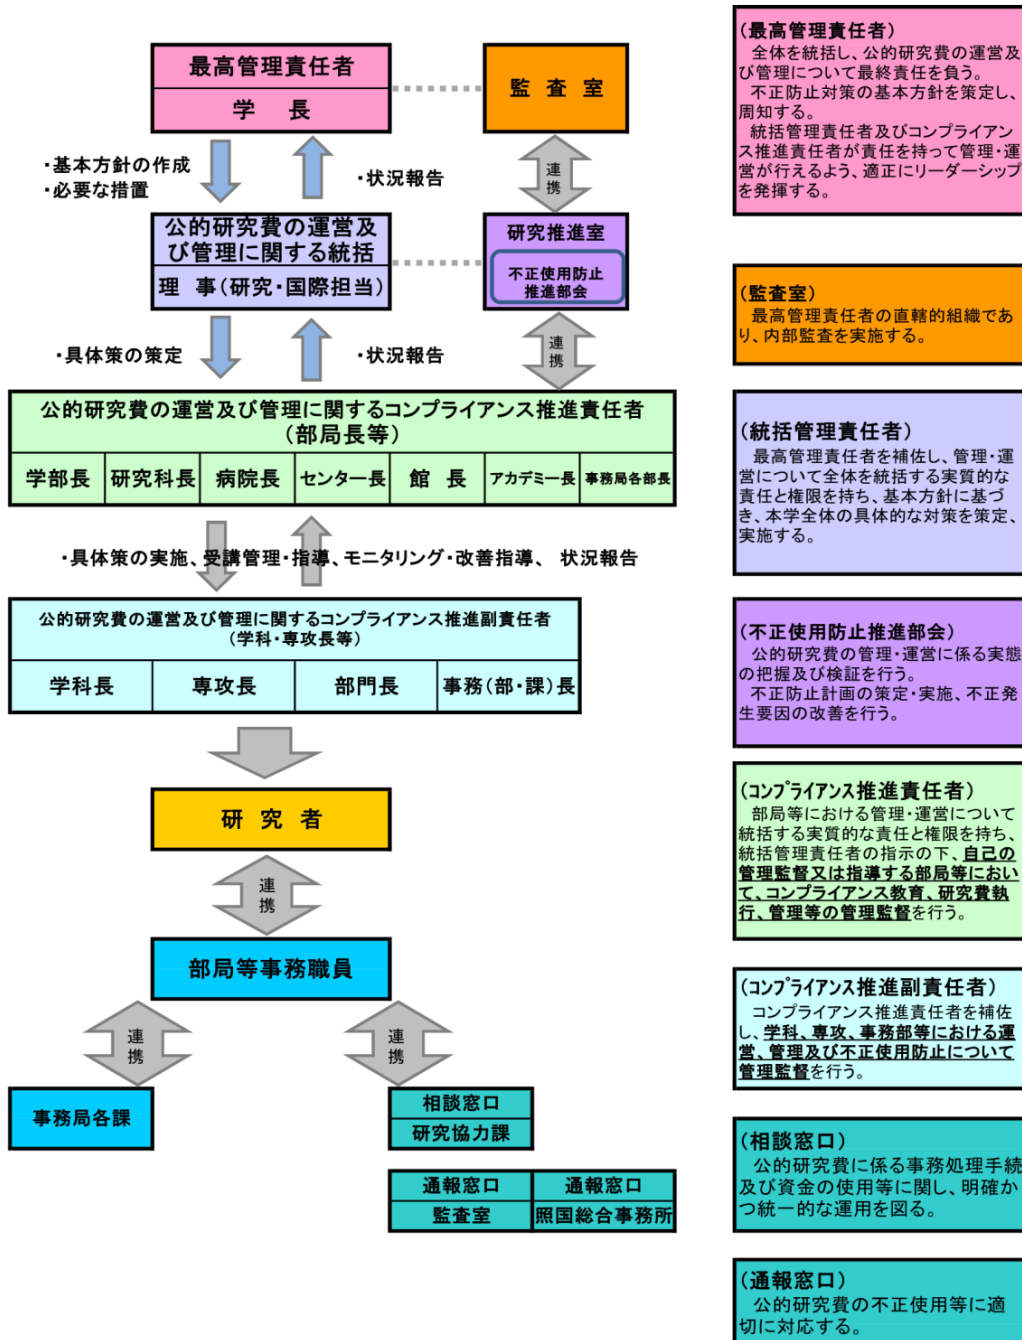 最高管理責任者
学　長
監　査　室
・基本方針の作成
・必要な措置
・状況報告
連携
公的研究費の運営及
び管理に関する統括
理　事(研究・国際担当)
研究推進室
不正使用防止
推進部会
・具体策の策定
・状況報告
連携
公的研究費の運営及び管理に関するコンプライアンス推進責任者
(部局長等)
学部長　研究科長　病院長　センター長　館　長　アカデミー長　事務局各部長
・具体策の実施、受講管理・指導、モニタリング・改善指導、　状況報告
公的研究費の運営及び管理に関するコンプライアンス推進副責任者
(学科・専攻長等)
学科長　専攻長　部門長　事務(部・課)長
研　究　者
連携
部局等事務職員
連携
連携
事務局各課
相談窓口
研究協力課
通報窓口　通報窓口
監査室　照国総合事務所
(最高管理責任者)
全体を統括し、公的研究費の運営及
び管理について最終責任を負う。
不正防止対策の基本方針を策定し、
周知する。
統括管理責任者及びコンプライアン
ス推進責任者が責任を持って管理・運
営が行えるよう、適正にリーダーシップ
を発揮する。
(監査室)
最高管理責任者の直轄的組織であ
り、内部監査を実施する。
(統括管理責任者)
最高管理責任者を補佐し、管理・運
営について全体を統括する実質的な
責任と権限を持ち、基本方針に基づ
き、本学全体の具体的な対策を策定、
実施する。
(不正使用防止推進部会)
公的研究費の管理・運営に係る実態
の把握及び検証を行う。
不正防止計画の策定・実施、不正発
生要因の改善を行う。
(コンプライアンス推進責任者)
部局等における管理・運営について
統括する実質的な責任と権限を持ち、
統括管理責任者の指示の下、自己の
管理監督又は指導する部局等におい
て、コンプライアンス教育、研究費執
行、管理等の管理監督を行う。
(コンプライアンス推進副責任者)
コンプライアンス推進責任者を補佐
し、学科、専攻、事務部等における運
営、管理及び不正使用防止について
管理監督を行う。
(相談窓口)
公的研究費に係る事務処理手続
及び資金の使用等に関し、明確か
つ統一的な運用を図る。
(通報窓口)
公的研究費の不正使用等に適
切に対応する。